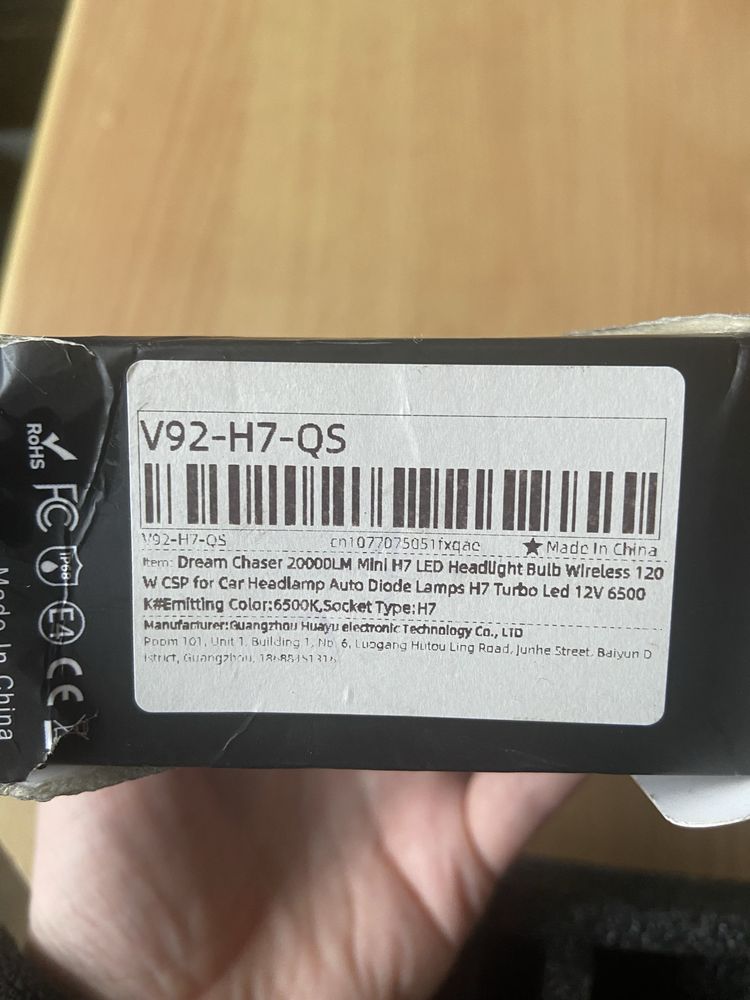 V92-H7-QS
V92-H7-QS cn1077075051fxqae ★ Made In China
Item: Dream Chaser 20000LM Mini H7 LED Headlight Bulb Wireless 120
W CSP for Car Headlamp Auto Diode Lamps H7 Turbo Led 12V 6500
K#Emitting Color:6500K,Socket Type:H7
Manufacturer:Guangzhou Huayu electronic Technology Co., LTD
Room 101, Unit 1, Building 1, No. 6, Luogang Hutou Ling Road, Junhe Street, Baiyun D
istrict, Guangzhou,
RoHS
FC
IP68
E4
CE
Made In China